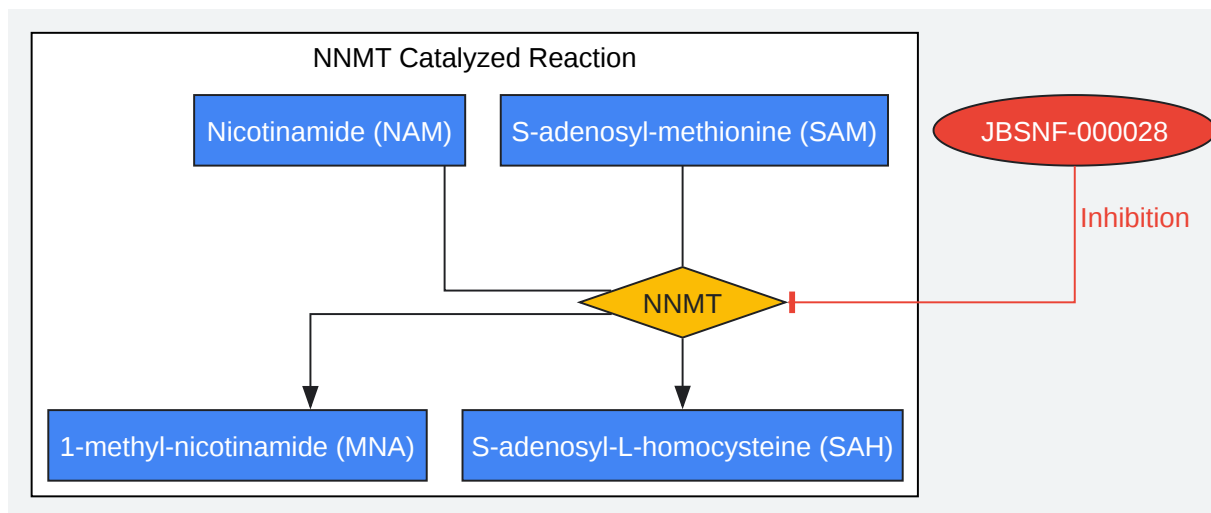 NNMT Catalyzed Reaction
Nicotinamide (NAM)
S-adenosyl-methionine (SAM)
JBSNF-000028
Inhibition
NNMT
1-methyl-nicotinamide (MNA)
S-adenosyl-L-homocysteine (SAH)